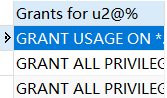 Grants for u2@%
GRANT USAGE ON *
GRANT ALL PRIVILEG
GRANT ALL PRIVILEG